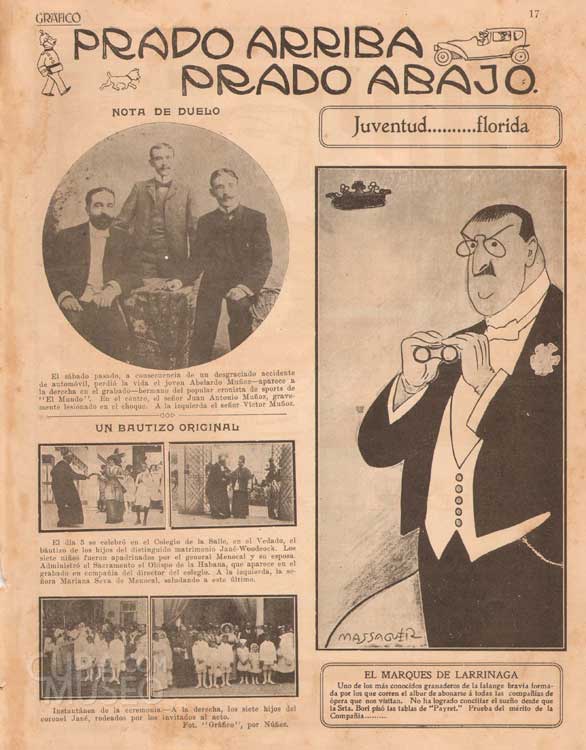 GRÁFICO
17
PRADO ARRIBA
PRADO ABAJO.
NOTA DE DUELO
El sábado pasado, a consecuencia de un desgraciado accidente
de automóvil, perdió la vida el joven Abelardo Muñoz—aparece a
la derecha en el grabado—hermano del popular cronista de sports de
"El Mundo". En el centro, el señor Juan Antonio Muñoz, grave-
mente lesionado en el choque. A la izquierda el señor Víctor Muñoz.
UN BAUTIZO ORIGINAL
El día 5 se celebró en el Colegio de la Salle, en el Vedado, el
bautizo de los hijos del distinguido matrimonio Jané-Woodcock. Los
siete niños fueron apadrinados por el general Menocal y su esposa.
Administró el Sacramento el Obispo de la Habana, que aparece en el
grabado en compañía del director del colegio. A la izquierda, la se-
ñora Mariana Seva de Menocal, saludando a este último.
Instantánea de la ceremonia.—A la derecha, los siete hijos del
coronel Jané, rodeados por los invitados al acto.
Fot. "Gráfico", por Núñez.
Juventud..........florida
MASSAGUER
EL MARQUES DE LARRINAGA
Uno de los más conocidos granaderos de la falange bravía forma-
da por los que corren el albur de abonarse á todas las compañías de
ópera que nos visitan. No ha logrado conciliar el sueño desde que
la Srta. Bori pisó las tablas de "Payret." Prueba del mérito de la
Compañía.........